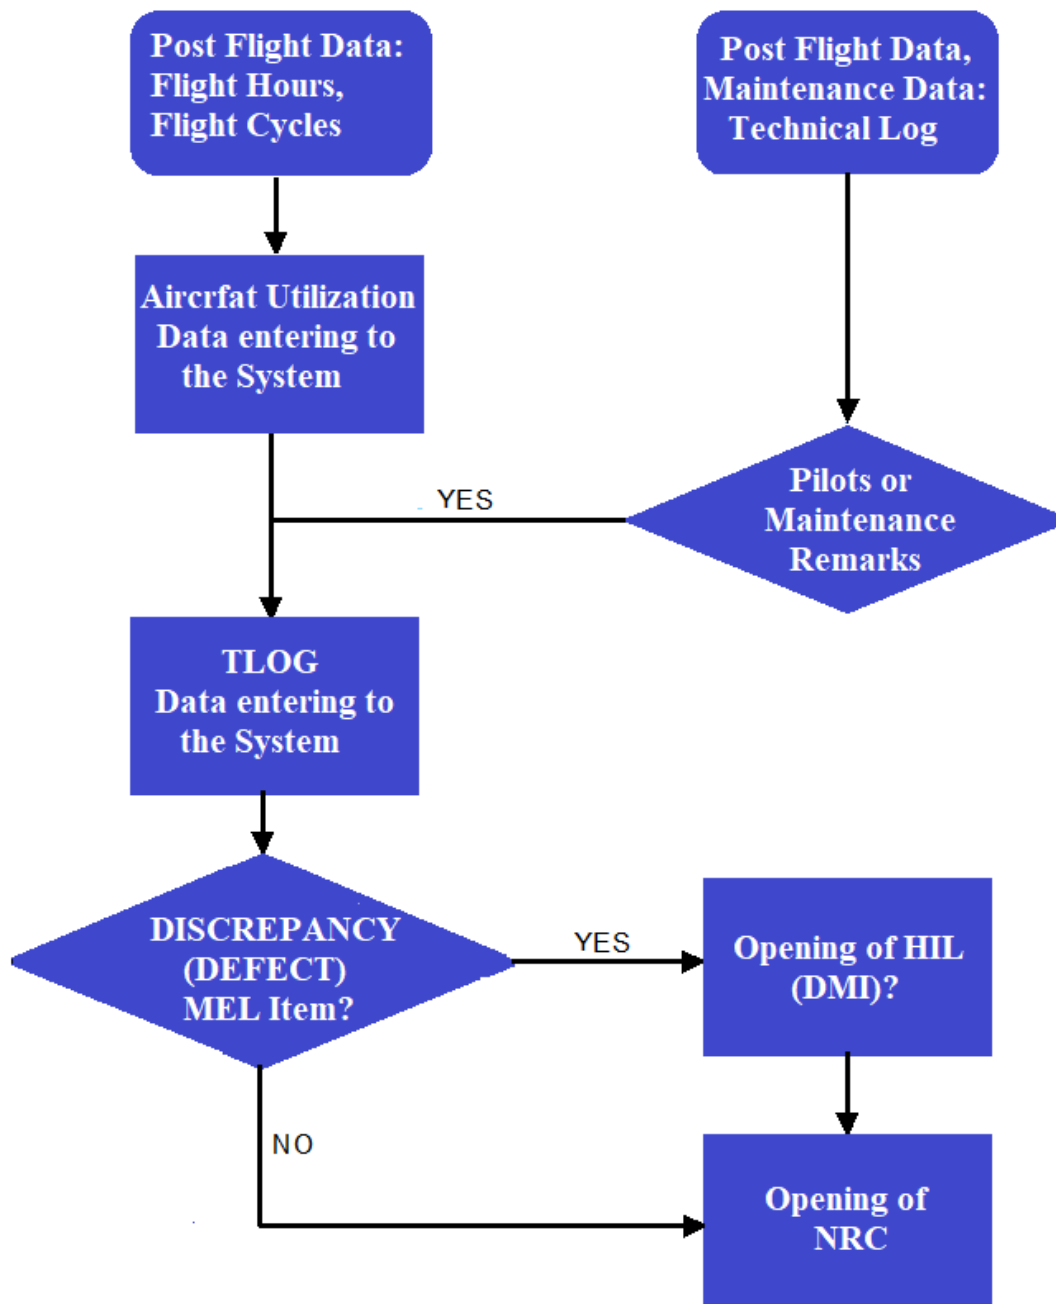 Post Flight Data:
Flight Hours,
Flight Cycles
Post Flight Data,
Maintenance Data:
Technical Log
Aircrfat Utilization
Data entering to
the System
Pilots or
Maintenance
Remarks
YES
TLOG
Data entering to
the System
DISCREPANCY
(DEFECT)
MEL Item?
YES
Opening of HIL
(DMI)?
NO
Opening of
NRC